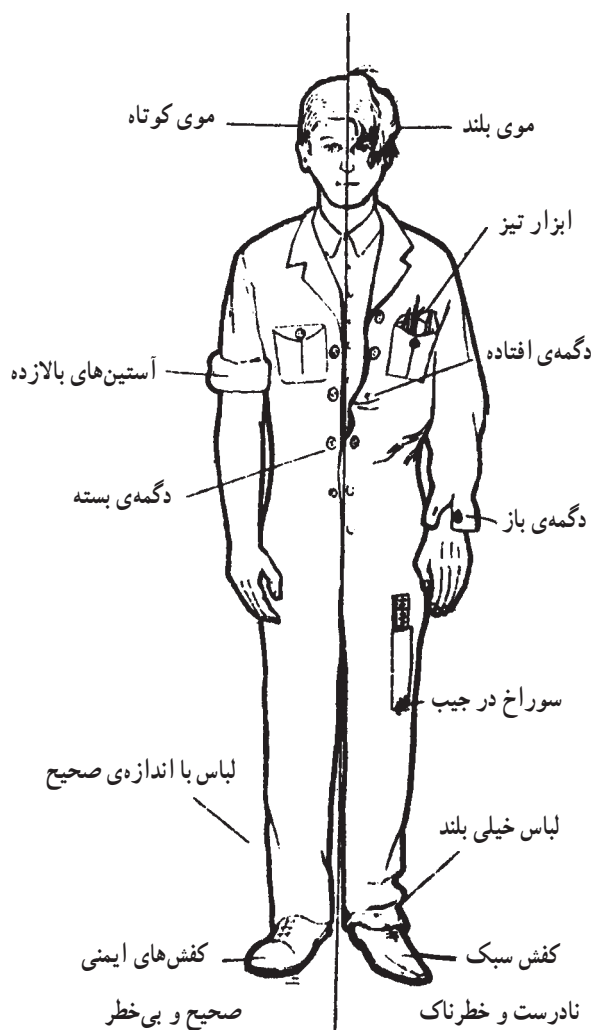 موی بلند
موی کوتاه
ابزار تیز
دگمه‌ی افتاده
آستین‌های بالازده
دگمه‌ی بسته
دگمه‌ی باز
سوراخ در جیب
لباس با اندازه‌ی صحیح
لباس خیلی بلند
کفش سبک
کفش‌های ایمنی
نادرست و خطرناک
صحیح و بی‌خطر